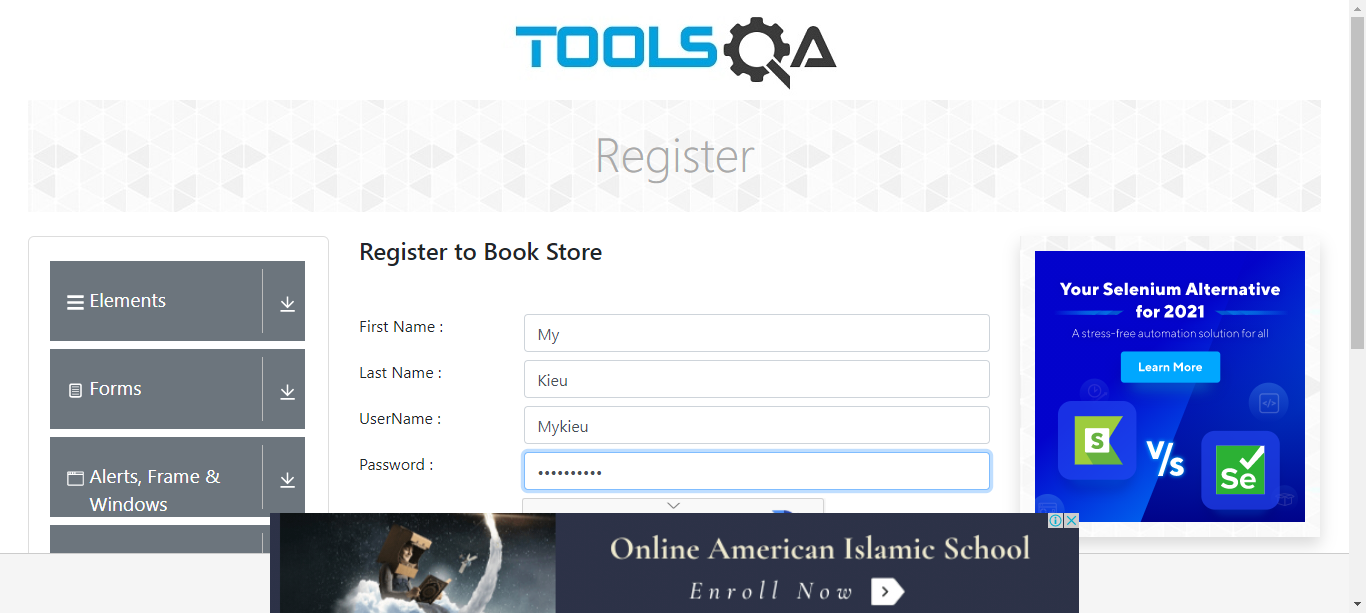 TOOLSQA
Register
Elements
Forms
Alerts, Frame &
Windows
Register to Book Store
First Name :
My
Last Name :
Kieu
UserName :
Mykieu
Password :
••••••••••
Your Selenium Alternative
for 2021
A stress-free automation solution for all
Learn More
S
V/s
Se
Online American Islamic School
Enroll Now